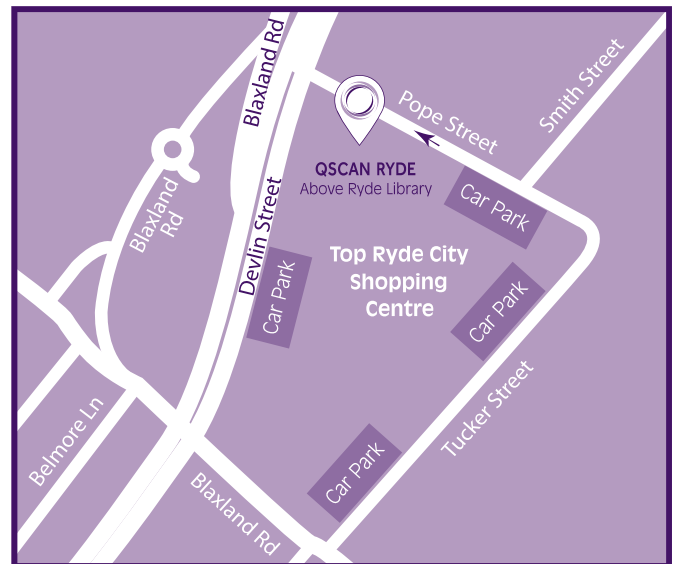 Blaxland Rd
Smith Street
Pope Street
QSCAN RYDE
Above Ryde Library
Car Park
Blaxland
Rd
Devlin Street
Top Ryde City
Shopping
Centre
Car Park
Car Park
Tucker Street
Belmore Ln
Car Park
Blaxland Rd